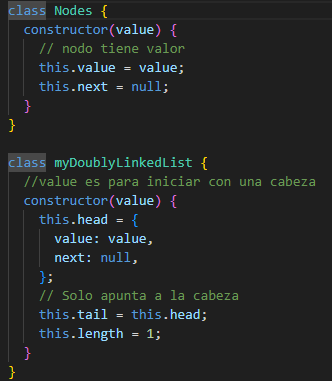 class Nodes {
  constructor(value) {
    // nodo tiene valor
    this.value = value;
    this.next = null;
  }
}

class myDoublyLinkedList {
  //value es para iniciar con una cabeza
  constructor(value) {
    this.head = {
      value: value,
      next: null,
    };
    // Solo apunta a la cabeza
    this.tail = this.head;
    this.length = 1;
  }
}